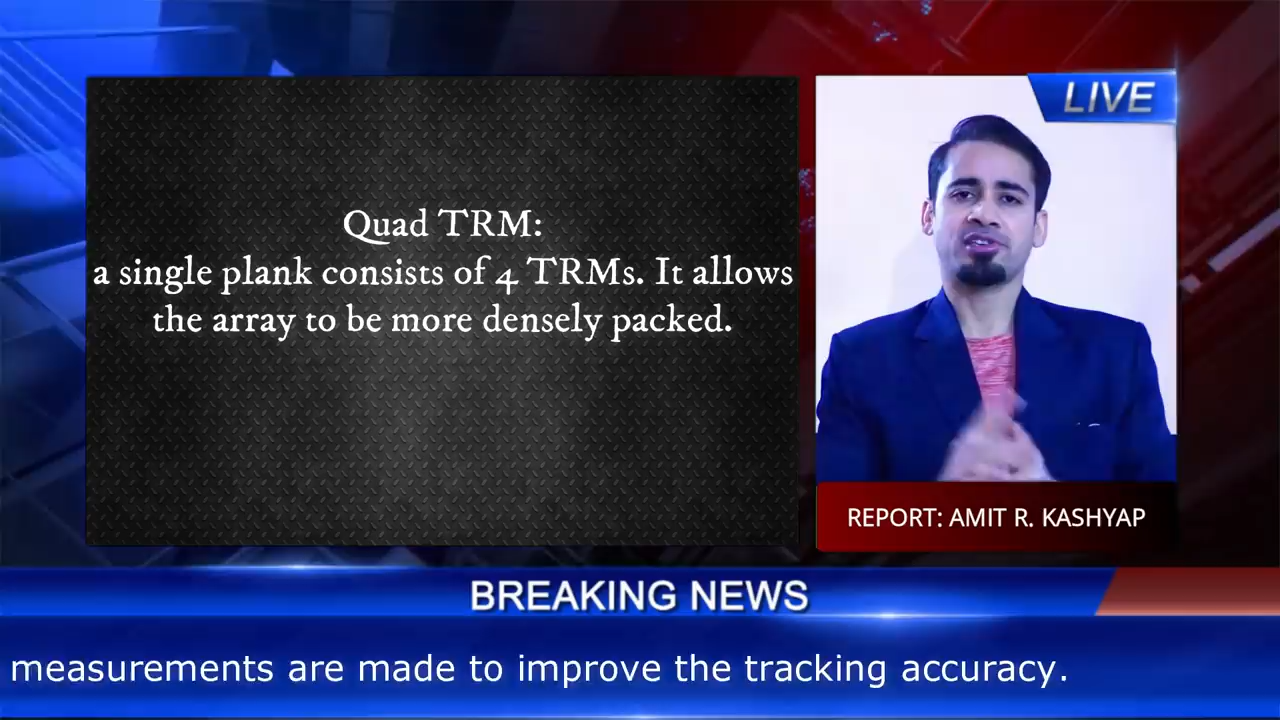 LIVE
Quad TRM:
a single plank consists of 4 TRMs. It allows
the array to be more densely packed.
REPORT: AMIT R. KASHYAP
BREAKING NEWS
measurements are made to improve the tracking accuracy.